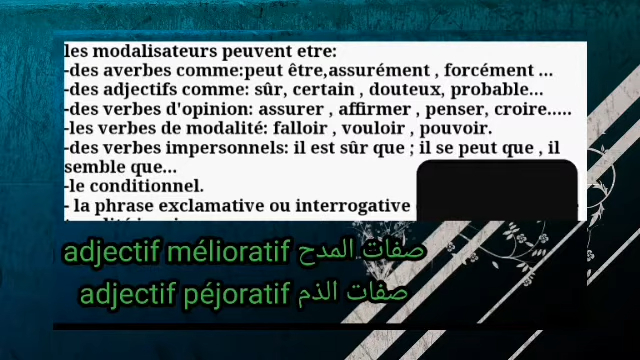 les modalisateurs peuvent etre:
-des averbes comme:peut être,assurément , forcément ...
-des adjectifs comme: sûr, certain , douteux, probable...
-des verbes d'opinion: assurer , affirmer , penser, croire.....
-les verbes de modalité: falloir , vouloir , pouvoir.
-des verbes impersonnels: il est sûr que ; il se peut que , il
semble que...
-le conditionnel.
- la phrase exclamative ou interrogative
adjectif mélioratif صفات المدح
adjectif péjoratif صفات الذم